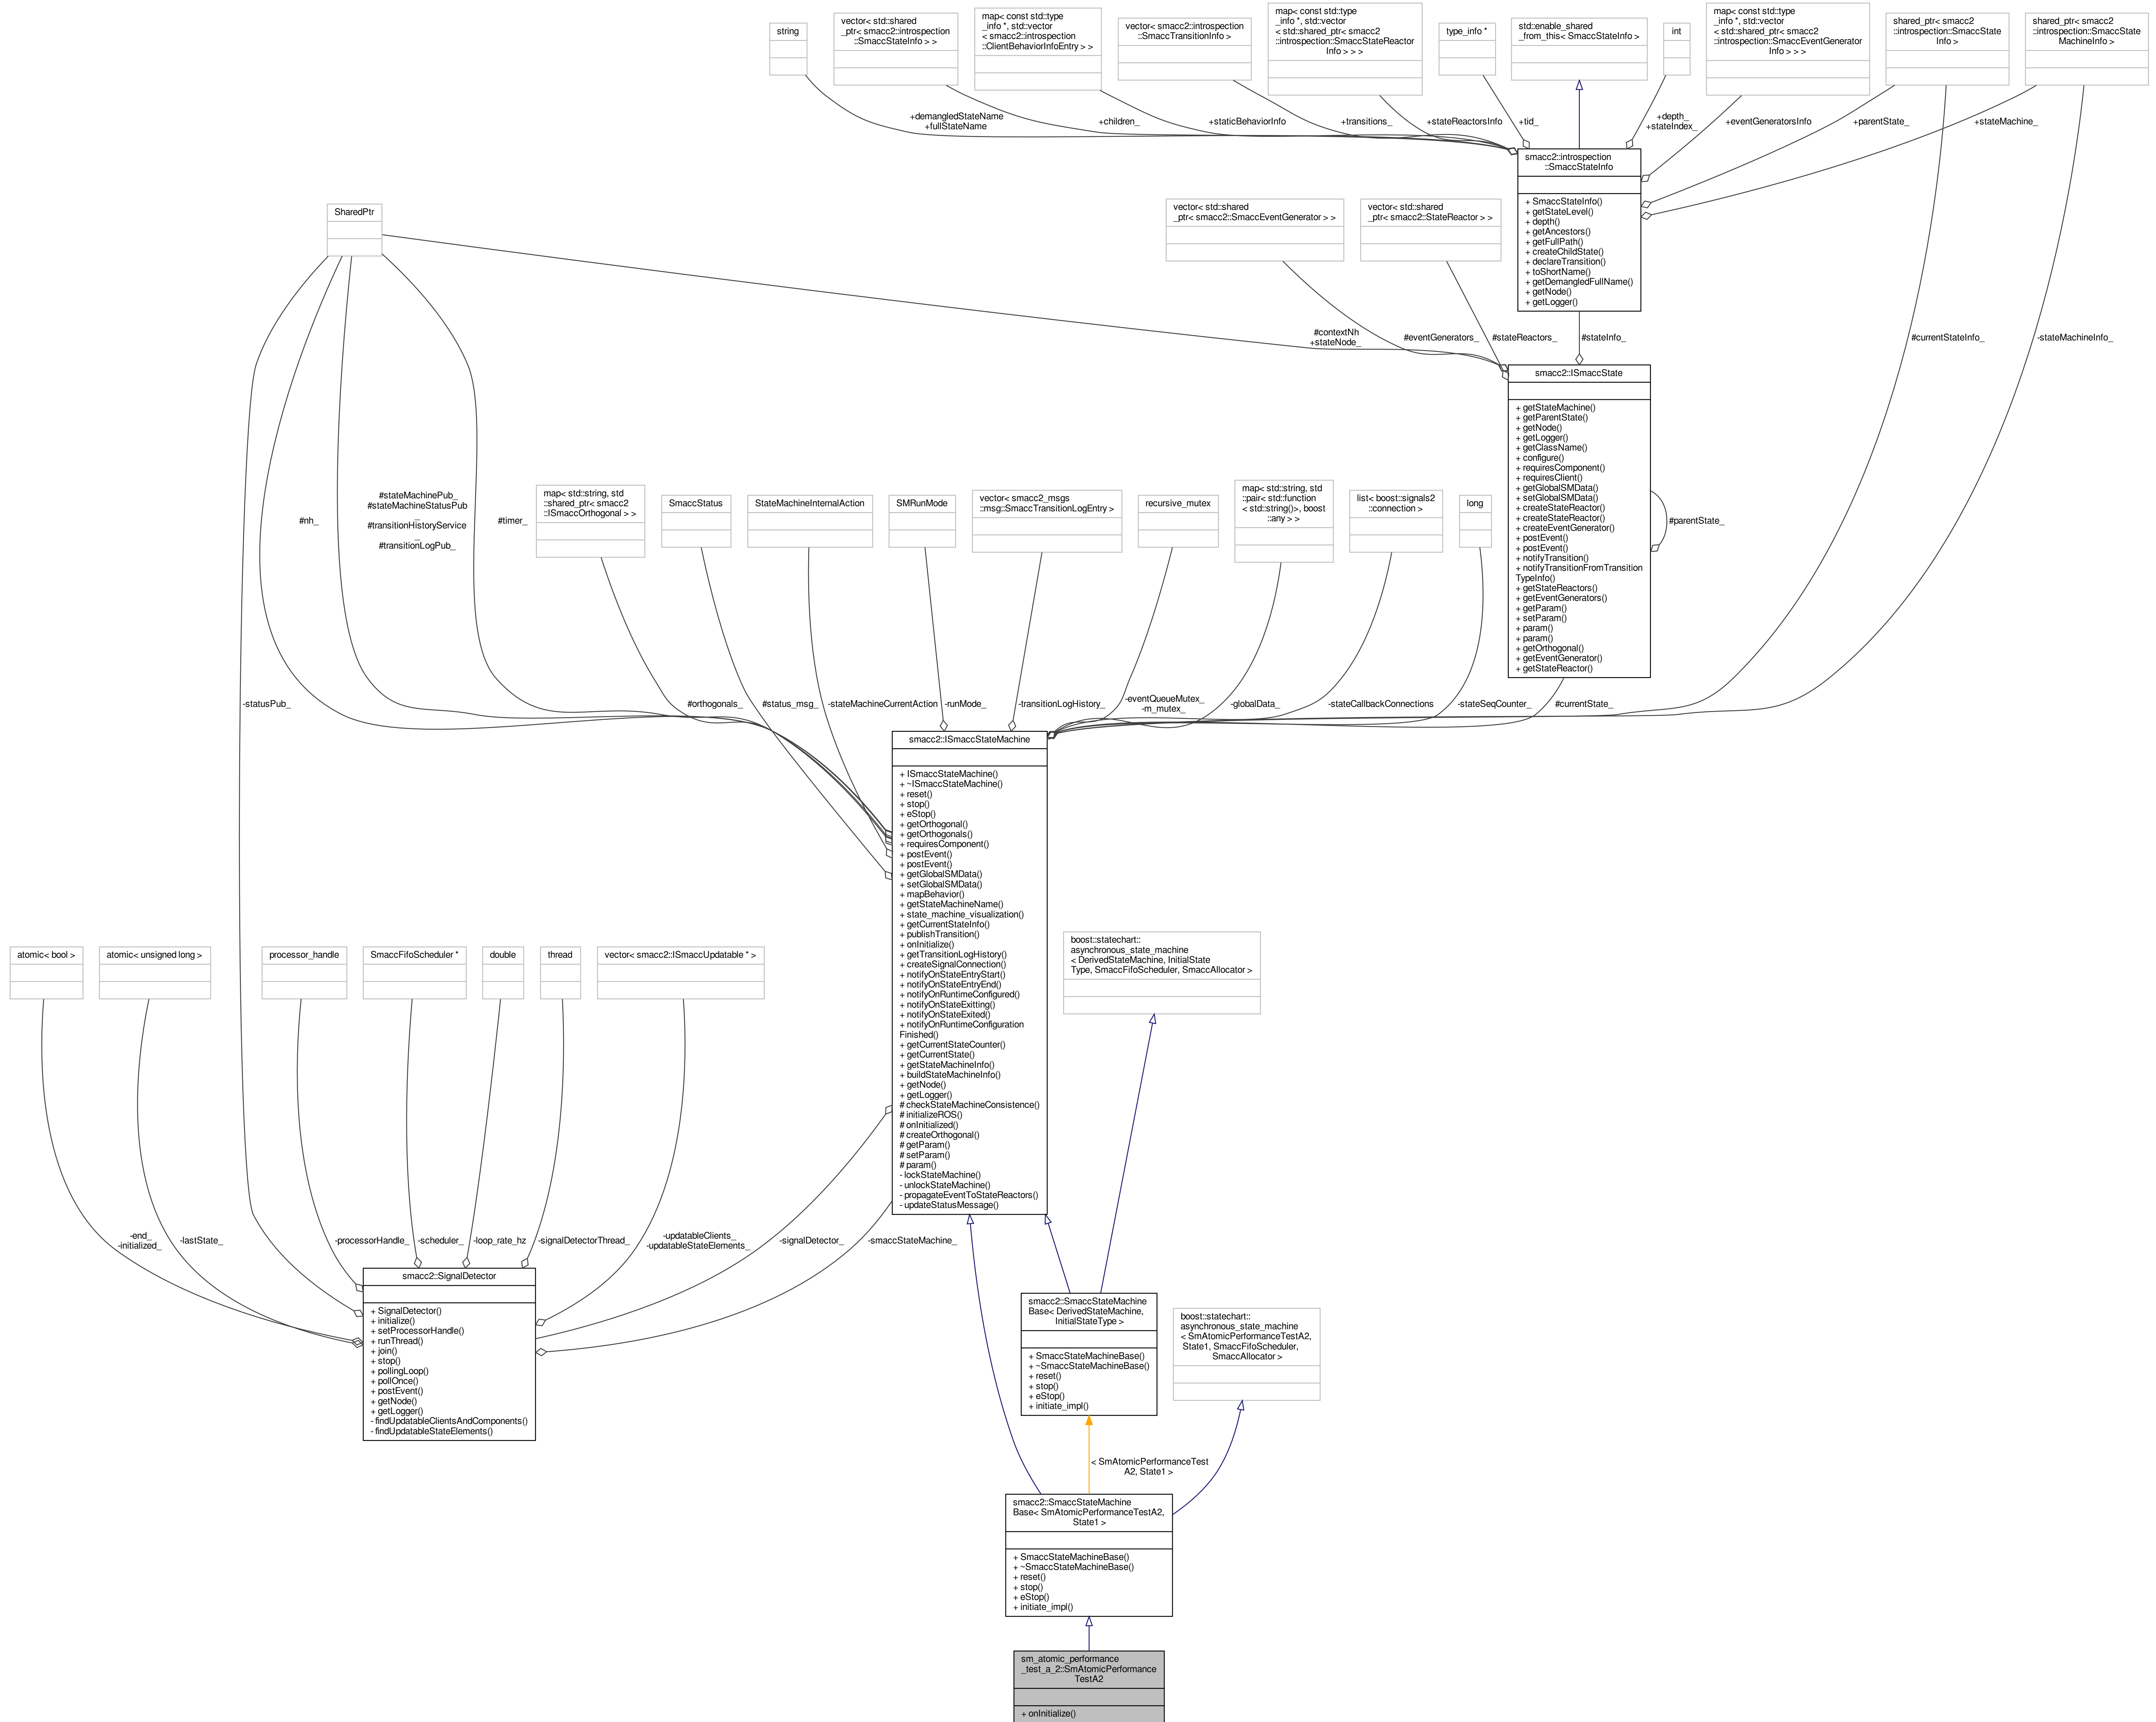 string
vector< std::shared
_ptr< smacc2::introspection
::SmaccStateInfo > >
map< const std::type
_info *, std::vector
< smacc2::introspection
::ClientBehaviorInfoEntry > >
vector< smacc2::introspection
::SmaccTransitionInfo >
map< const std::type
_info *, std::vector
< std::shared_ptr< smacc2
::introspection::SmaccStateReactor
Info > > >
type_info *
std::enable_shared
_from_this< SmaccStateInfo >
int
map< const std::type
_info *, std::vector
< std::shared_ptr< smacc2
::introspection::SmaccEventGenerator
Info > > >
shared_ptr< smacc2
::introspection::SmaccState
Info >
shared_ptr< smacc2
::introspection::SmaccState
MachineInfo >
+demangledStateName
+fullStateName
+children_
+staticBehaviorInfo
+transitions_
+stateReactorsInfo
+tid_
+depth_
+stateIndex_
+eventGeneratorsInfo
+parentState_
+stateMachine_
smacc2::introspection
::SmaccStateInfo
+ SmaccStateInfo()
+ getStateLevel()
+ depth()
+ getAncestors()
+ getFullPath()
+ createChildState()
+ declareTransition()
+ toShortName()
+ getDemangledFullName()
+ getNode()
+ getLogger()
SharedPtr
vector< std::shared
_ptr< smacc2::SmaccEventGenerator > >
vector< std::shared
_ptr< smacc2::StateReactor > >
#contextNh
+stateNode_
#eventGenerators_
#stateReactors_
#stateInfo_
#currentStateInfo_
-stateMachineInfo_
smacc2::ISmaccState
+ getStateMachine()
+ getParentState()
+ getNode()
+ getLogger()
+ getClassName()
+ configure()
+ requiresComponent()
+ requiresClient()
+ getGlobalSMData()
+ setGlobalSMData()
+ createStateReactor()
+ createStateReactor()
+ createEventGenerator()
+ postEvent()
+ postEvent()
+ notifyTransition()
+ notifyTransitionFromTransition
TypeInfo()
+ getStateReactors()
+ getEventGenerators()
+ getParam()
+ setParam()
+ param()
+ param()
+ getOrthogonal()
+ getEventGenerator()
+ getStateReactor()
#parentState_
#nh_
#stateMachinePub_
#stateMachineStatusPub
_
#transitionHistoryService
_
#transitionLogPub_
#timer_
map< std::string, std
::shared_ptr< smacc2
::ISmaccOrthogonal > >
SmaccStatus
StateMachineInternalAction
SMRunMode
vector< smacc2_msgs
::msg::SmaccTransitionLogEntry >
recursive_mutex
map< std::string, std
::pair< std::function
< std::string()>, boost
::any > >
list< boost::signals2
::connection >
long
-statusPub_
#orthogonals_
#status_msg_
-stateMachineCurrentAction
-runMode_
-transitionLogHistory_
-eventQueueMutex_
-m_mutex_
-globalData_
-stateCallbackConnections
-stateSeqCounter_
#currentState_
smacc2::ISmaccStateMachine
+ ISmaccStateMachine()
+ ~ISmaccStateMachine()
+ reset()
+ stop()
+ eStop()
+ getOrthogonal()
+ getOrthogonals()
+ requiresComponent()
+ postEvent()
+ postEvent()
+ getGlobalSMData()
+ setGlobalSMData()
+ mapBehavior()
+ getStateMachineName()
+ state_machine_visualization()
+ getCurrentStateInfo()
+ publishTransition()
+ onInitialize()
+ getTransitionLogHistory()
+ createSignalConnection()
+ notifyOnStateEntryStart()
+ notifyOnStateEntryEnd()
+ notifyOnRuntimeConfigured()
+ notifyOnStateExitting()
+ notifyOnStateExited()
+ notifyOnRuntimeConfiguration
Finished()
+ getCurrentStateCounter()
+ getCurrentState()
+ getStateMachineInfo()
+ buildStateMachineInfo()
+ getNode()
+ getLogger()
# checkStateMachineConsistence()
# initializeROS()
# onInitialized()
# createOrthogonal()
# getParam()
# setParam()
# param()
- lockStateMachine()
- unlockStateMachine()
- propagateEventToStateReactors()
- updateStatusMessage()
boost::statechart::
asynchronous_state_machine
< DerivedStateMachine, InitialState
Type, SmaccFifoScheduler, SmaccAllocator >
atomic< bool >
atomic< unsigned long >
processor_handle
SmaccFifoScheduler *
double
thread
vector< smacc2::ISmaccUpdatable * >
-end_
-initialized_
-lastState_
-processorHandle_
-scheduler_
-loop_rate_hz
-signalDetectorThread_
-updatableClients_
-updatableStateElements_
-signalDetector_
-smaccStateMachine_
smacc2::SignalDetector
+ SignalDetector()
+ initialize()
+ setProcessorHandle()
+ runThread()
+ join()
+ stop()
+ pollingLoop()
+ pollOnce()
+ postEvent()
+ getNode()
+ getLogger()
- findUpdatableClientsAndComponents()
- findUpdatableStateElements()
smacc2::SmaccStateMachine
Base< DerivedStateMachine,
InitialStateType >
+ SmaccStateMachineBase()
+ ~SmaccStateMachineBase()
+ reset()
+ stop()
+ eStop()
+ initiate_impl()
boost::statechart::
asynchronous_state_machine
< SmAtomicPerformanceTestA2,
State1, SmaccFifoScheduler,
SmaccAllocator >
< SmAtomicPerformanceTest
A2, State1 >
smacc2::SmaccStateMachine
Base< SmAtomicPerformanceTestA2,
State1 >
+ SmaccStateMachineBase()
+ ~SmaccStateMachineBase()
+ reset()
+ stop()
+ eStop()
+ initiate_impl()
sm_atomic_performance
_test_a_2::SmAtomicPerformance
TestA2
+ onInitialize()